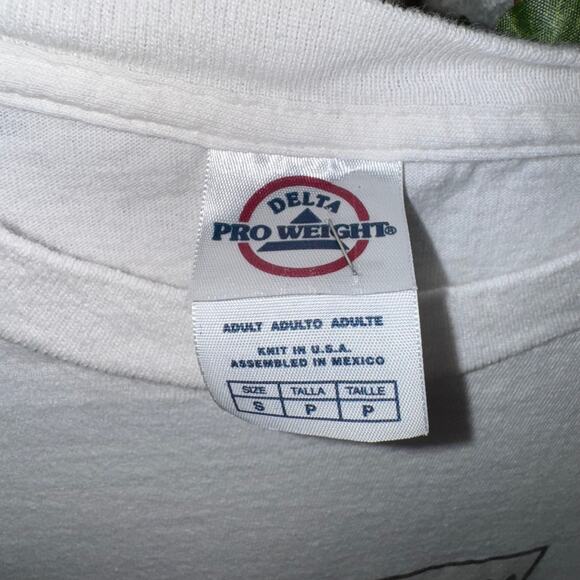 DELTA
PRO WEIGHT®
ADULT ADULTO ADULTE
KNIT IN U.S.A.
ASSEMBLED IN MEXICO
SIZE TALLA TAILLE
S P P